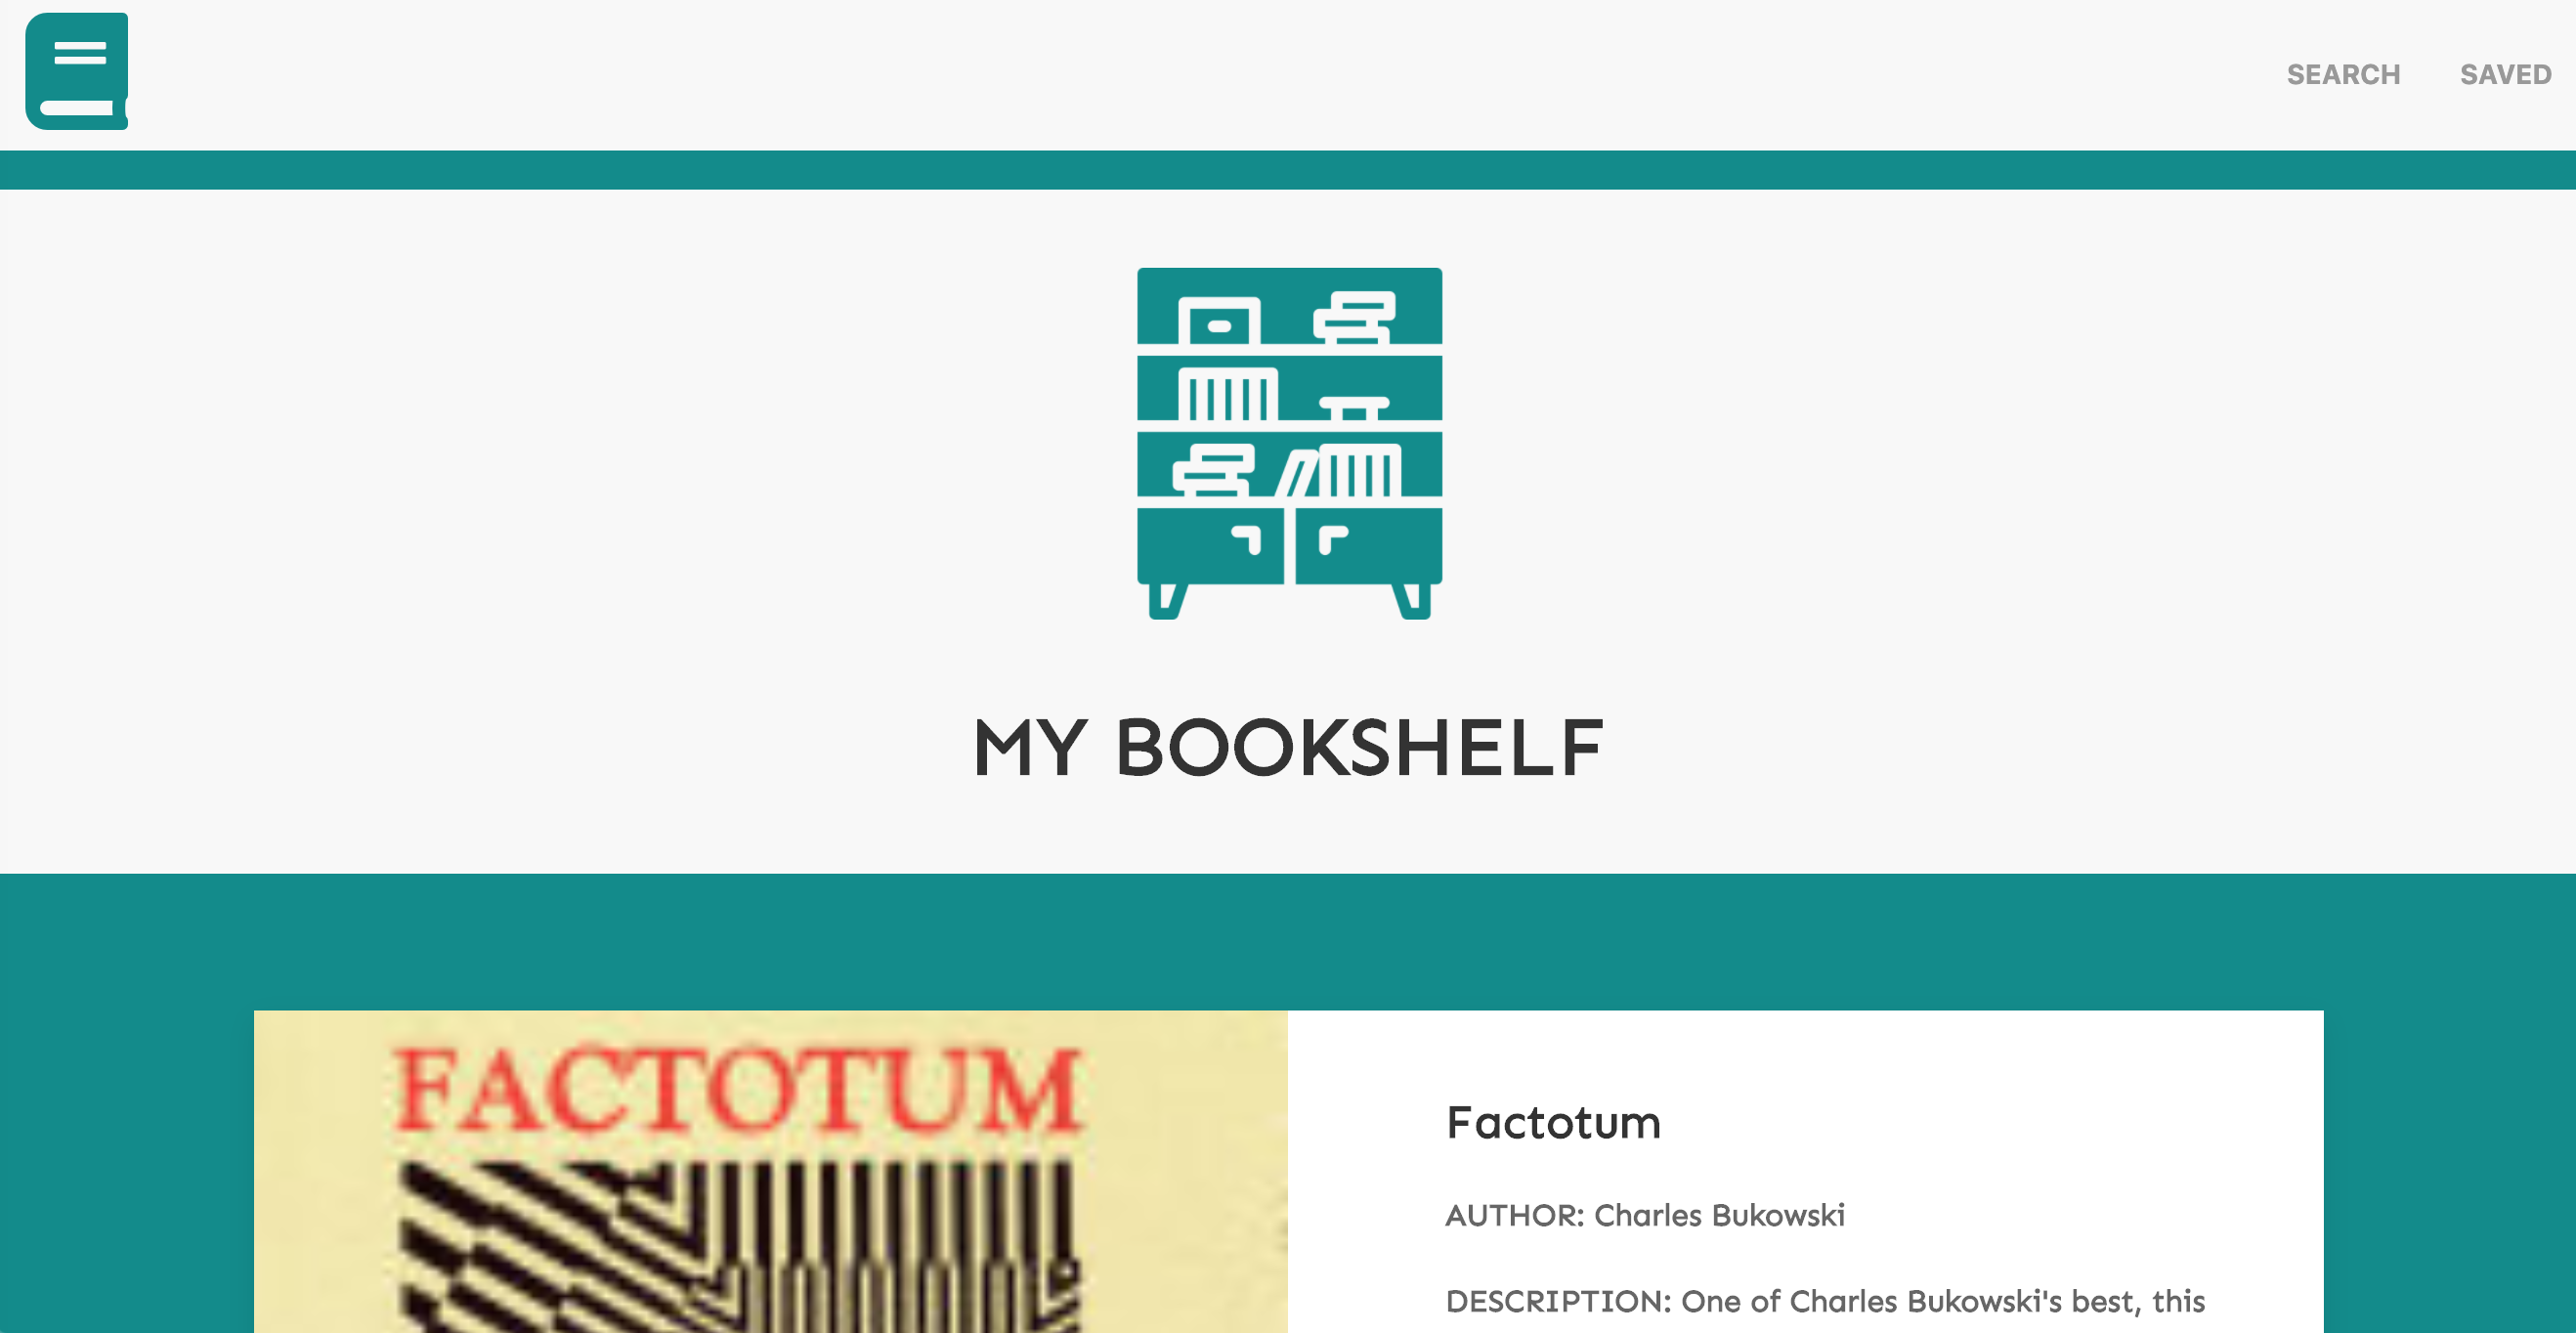 SEARCH SAVED
MY BOOKSHELF
FACTOTUM
Factotum
AUTHOR: Charles Bukowski
DESCRIPTION: One of Charles Bukowski's best, this